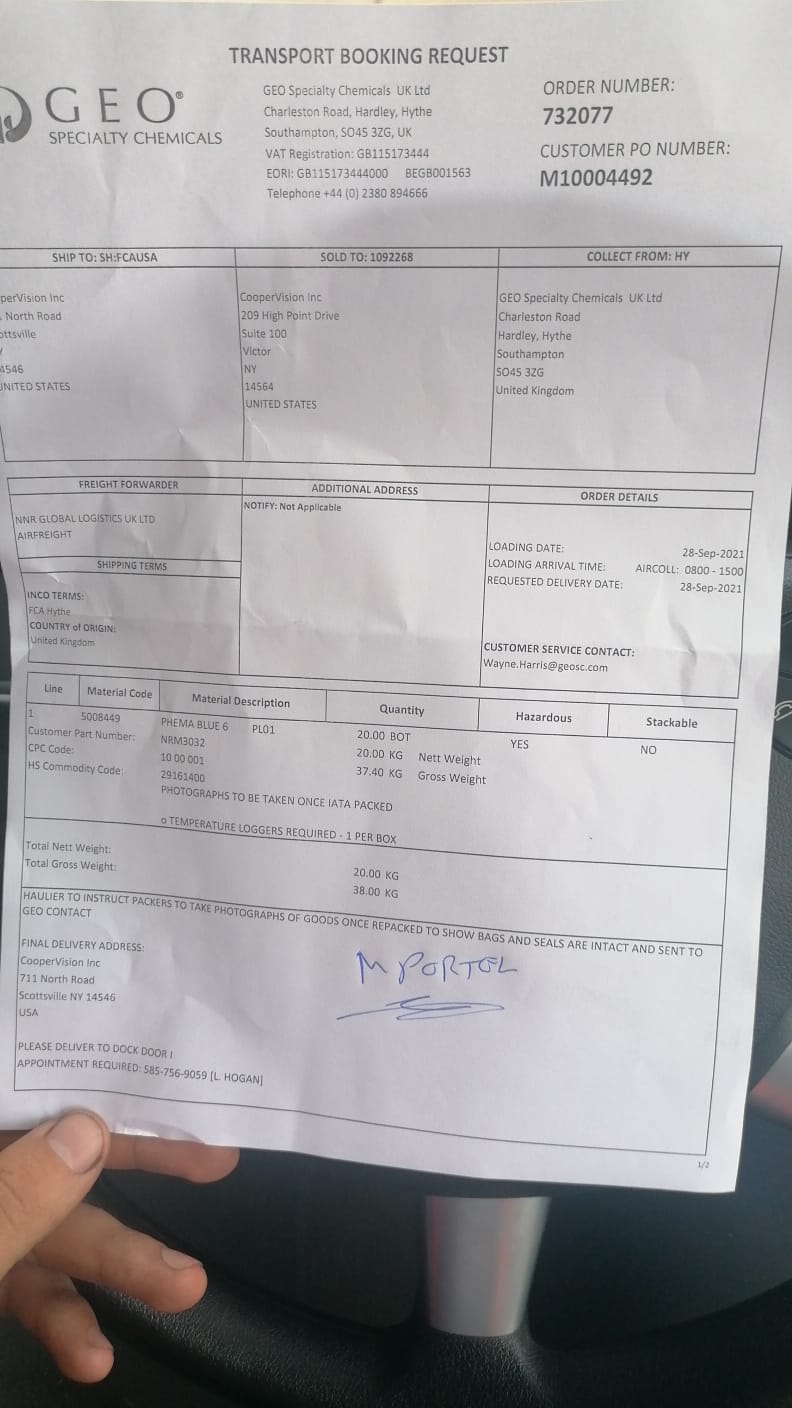 TRANSPORT BOOKING REQUEST
GEO®
SPECIALTY CHEMICALS
GEO Specialty Chemicals UK Ltd
Charleston Road, Hardley, Hythe
Southampton, SO45 3ZG, UK
VAT Registration: GB115173444
EORI: GB115173444000 BEGB001563
Telephone +44 (0) 2380 894666
ORDER NUMBER:
732077
CUSTOMER PO NUMBER:
M10004492
SHIP TO: SH:FCAUSA
perVision Inc
North Road
ottsville
4546
UNITED STATES
SOLD TO: 1092268
CooperVision Inc
209 High Point Drive
Suite 100
Victor
NY
14564
UNITED STATES
COLLECT FROM: HY
GEO Specialty Chemicals UK Ltd
Charleston Road
Hardley, Hythe
Southampton
SO45 3ZG
United Kingdom
FREIGHT FORWARDER
NNR GLOBAL LOGISTICS UK LTD
AIRFREIGHT
SHIPPING TERMS
INCO TERMS:
FCA Hythe
COUNTRY of ORIGIN:
United Kingdom
ADDITIONAL ADDRESS
NOTIFY: Not Applicable
ORDER DETAILS
LOADING DATE: 28-Sep-2021
LOADING ARRIVAL TIME: AIRCOLL: 0800 - 1500
REQUESTED DELIVERY DATE: 28-Sep-2021
CUSTOMER SERVICE CONTACT:
Wayne.Harris@geosc.com
Line Material Code Material Description Quantity Hazardous Stackable
1 5008449 PHEMA BLUE 6 PL01 20.00 BOT YES NO
Customer Part Number: NRM3032 20.00 KG Nett Weight
CPC Code: 10 00 001 37.40 KG Gross Weight
HS Commodity Code: 29161400
PHOTOGRAPHS TO BE TAKEN ONCE IATA PACKED
o TEMPERATURE LOGGERS REQUIRED - 1 PER BOX
Total Nett Weight: 20.00 KG
Total Gross Weight: 38.00 KG
HAULIER TO INSTRUCT PACKERS TO TAKE PHOTOGRAPHS OF GOODS ONCE REPACKED TO SHOW BAGS AND SEALS ARE INTACT AND SENT TO
GEO CONTACT
FINAL DELIVERY ADDRESS:
CooperVision Inc
711 North Road
Scottsville NY 14546
USA
M PORTEL
PLEASE DELIVER TO DOCK DOOR I
APPOINTMENT REQUIRED: 585-756-9059 [L. HOGAN]
1/2